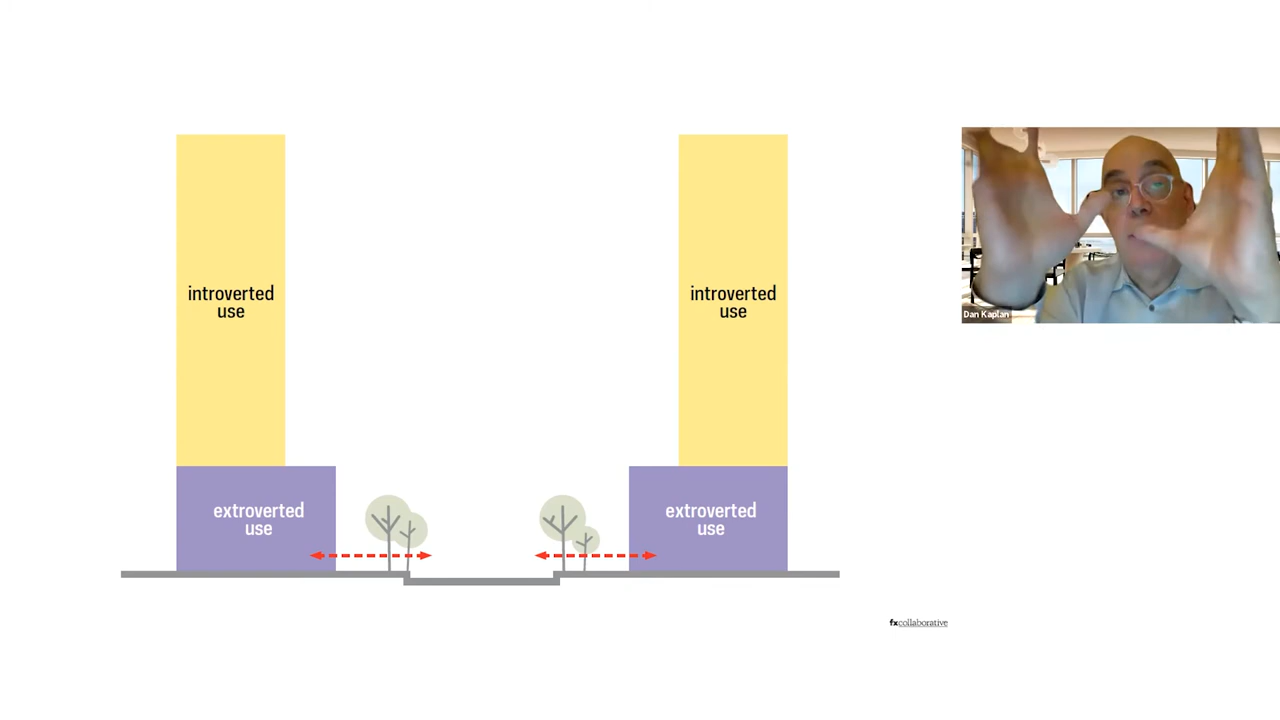 introverted
use
introverted
use
extroverted
use
extroverted
use
Dan Kaplan
fxcollaborative